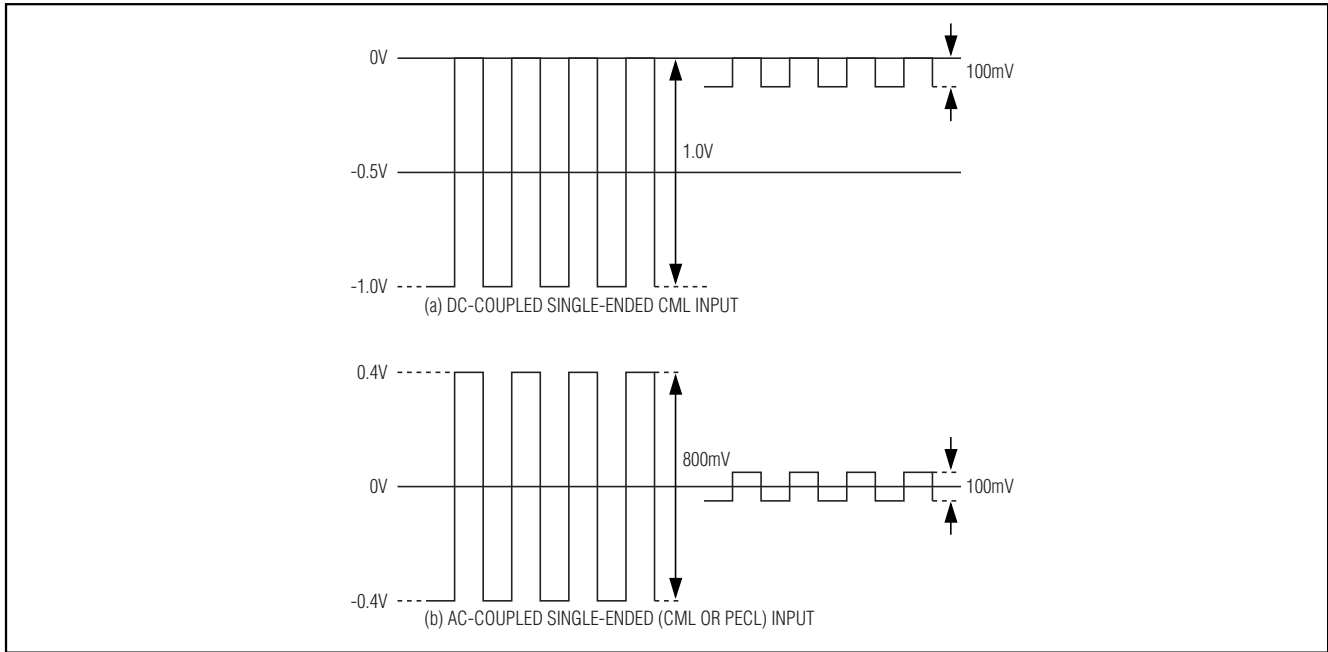 0V
100mV
1.0V
-0.5V
-1.0V
(a) DC-COUPLED SINGLE-ENDED CML INPUT
0.4V
800mV
0V
100mV
-0.4V
(b) AC-COUPLED SINGLE-ENDED (CML OR PECL) INPUT